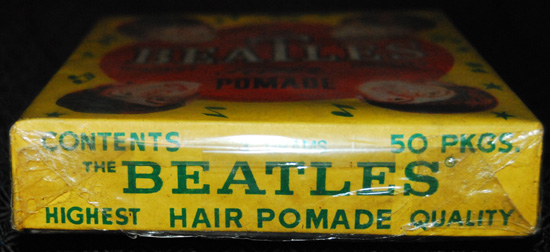 BEATLES
POMADE
CONTENTS 50 PKGS.
THE BEATLES
HIGHEST HAIR POMADE QUALITY